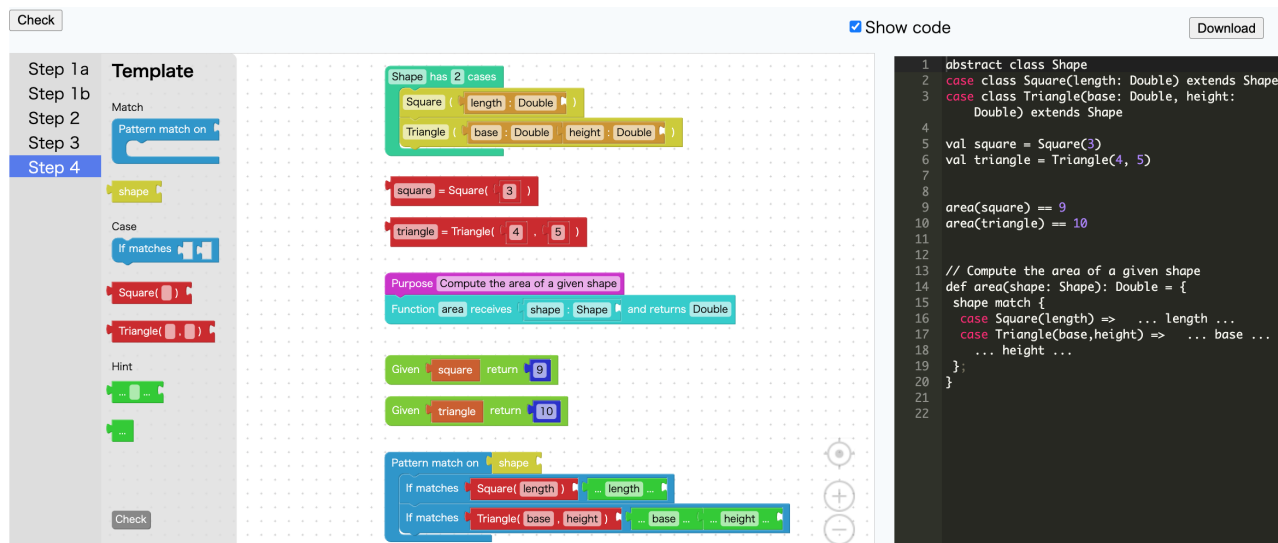 Check
Show code
Download
Step 1a
Step 1b
Step 2
Step 3
Step 4
Template
Match
Pattern match on
shape
Case
If matches
Square( )
Triangle( , )
Hint
... ...
...
Check
Shape has 2 cases
Square ( length : Double )
Triangle ( base : Double height : Double )
square = Square( 3 )
triangle = Triangle( 4 , 5 )
Purpose Compute the area of a given shape
Function area receives shape : Shape and returns Double
Given square return 9
Given triangle return 10
Pattern match on shape
If matches Square( length ) ... length ...
If matches Triangle( base , height ) ... base ... ... height ...
1 abstract class Shape
2 case class Square(length: Double) extends Shape
3 case class Triangle(base: Double, height:
Double) extends Shape
4
5 val square = Square(3)
6 val triangle = Triangle(4, 5)
7
8
9 area(square) == 9
10 area(triangle) == 10
11
12
13 // Compute the area of a given shape
14 def area(shape: Shape): Double = {
15 shape match {
16 case Square(length) => ... length ...
17 case Triangle(base,height) => ... base ...
18 ... height ...
19 };
20 }
21
22